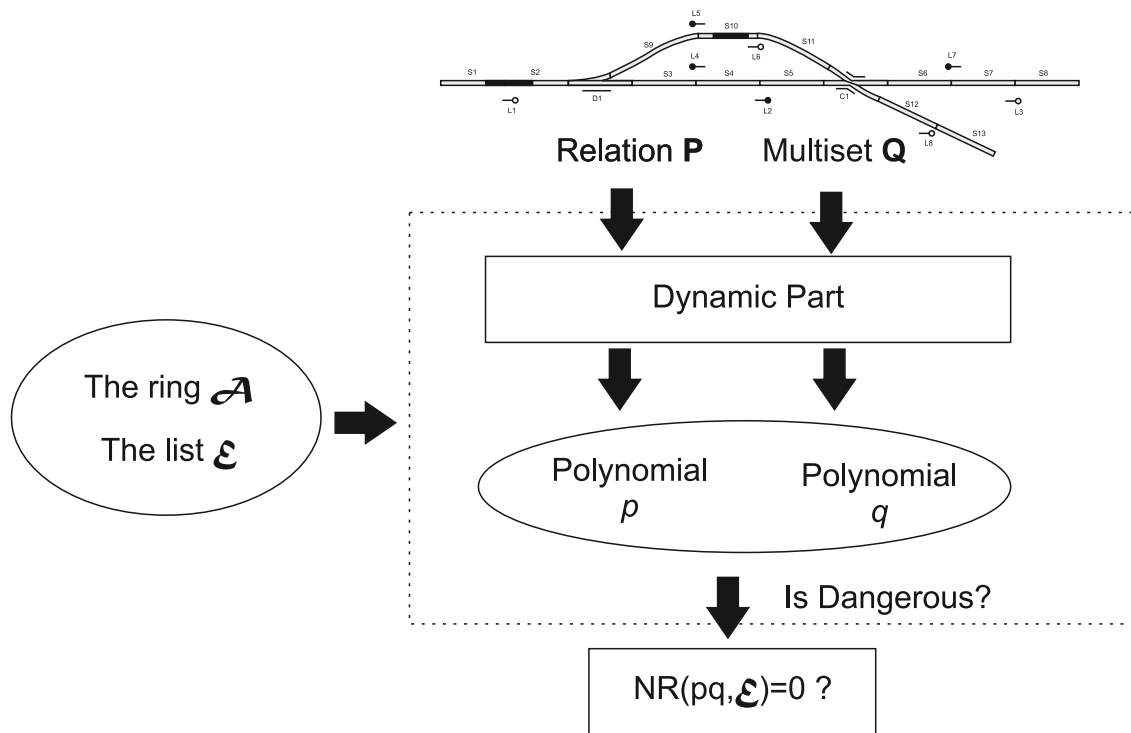 L5
S10
S9
S11
L6
L4
L7
S1
S2
S3
S4
S5
S6
S7
S8
L1
D1
L2
C1
S12
L3
L8
S13
Relation P
Multiset Q
Dynamic Part
The ring 𝓐
The list 𝓔
Polynomial
p
Polynomial
q
Is Dangerous?
NR(pq,𝓔)=0 ?